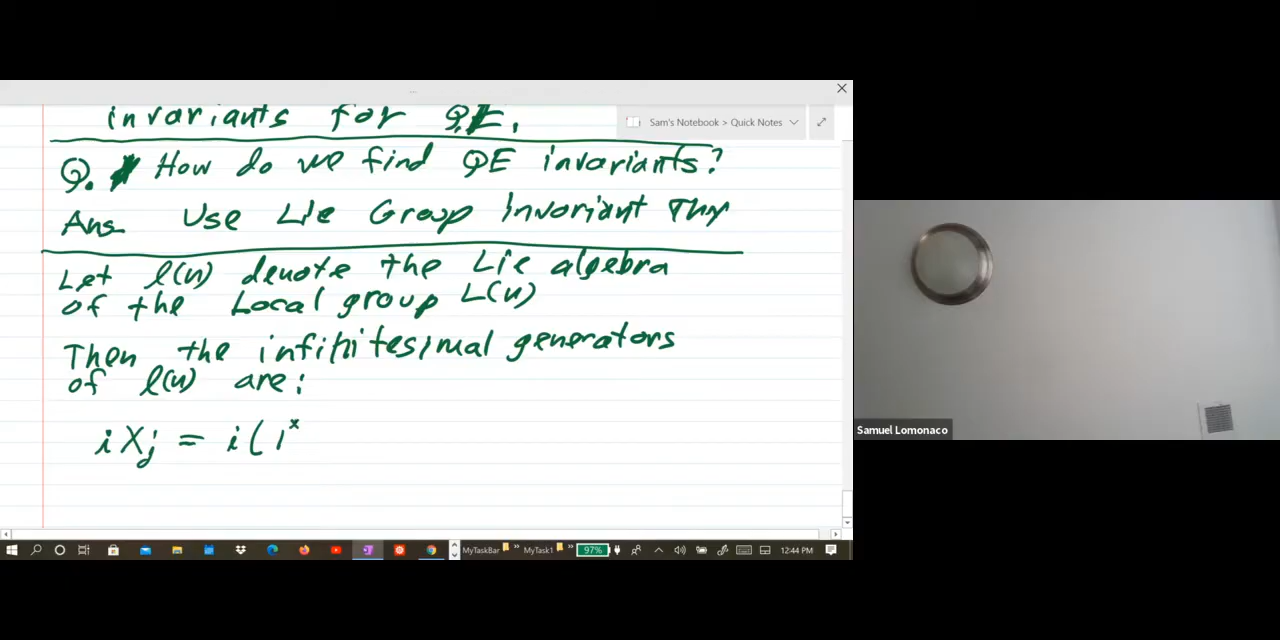 invariants for QE.
Sam's Notebook > Quick Notes
Q. How do we find QE invariants?
Ans Use Lie Group Invariant Thy
Let l(n) denote the Lie algebra
of the Local group L(n)
Then the infinitesimal generators
of l(n) are:
iXj = i(1ˣ
Samuel Lomonaco
MyTaskBar » MyTask1 » 97% 12:44 PM